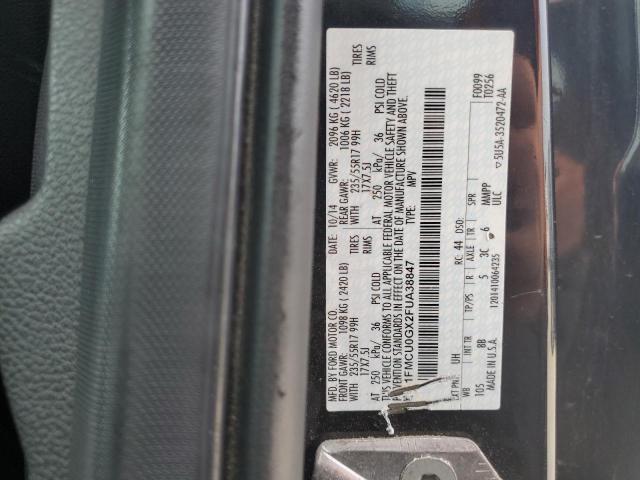 MFD. BY FORD MOTOR CO.
DATE: 10/14 GVWR: 2096 KG ( 4620 LB)
FRONT GAWR: 1098 KG ( 2420 LB) REAR GAWR: 1006 KG ( 2218 LB)
WITH 235/55R17 99H TIRES WITH 235/55R17 99H TIRES
17X7.5J RIMS 17X7.5J RIMS
AT 250 kPa/ 36 PSI COLD AT 250 kPa/ 36 PSI COLD
THIS VEHICLE CONFORMS TO ALL APPLICABLE FEDERAL MOTOR VEHICLE SAFETY AND THEFT
PREVENTION STANDARDS IN EFFECT ON THE DATE OF MANUFACTURE SHOWN ABOVE.
1FMCU0GX2FUA38847 TYPE: MPV
F0099
T0256
EXT PNT: UH RC: 44 DSO:
WB INT TR TP/PS R AXLE TR SPR
105 8B 5 3C 6 MMPP
MADE IN U.S.A. 1201410064235 ULC
5U5A-3520472-AA